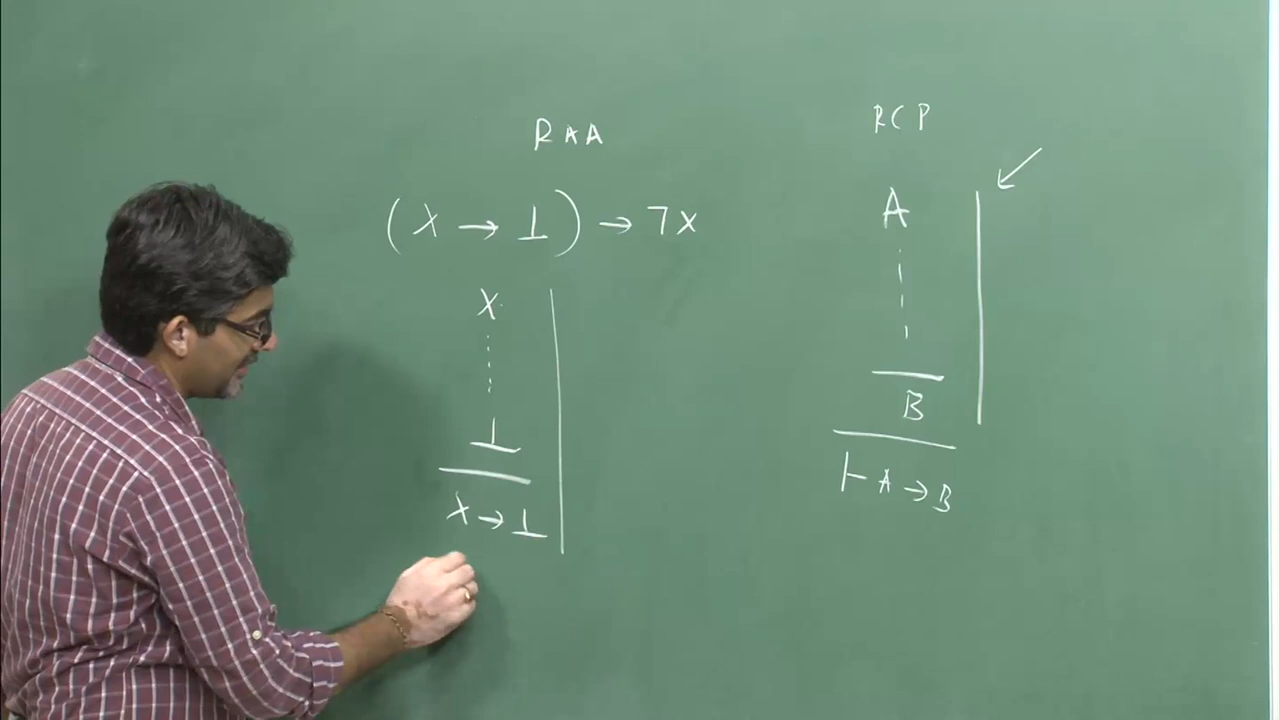 RAA
(X → ⊥) → ¬X
X
⊥
X → ⊥
RCP
A
B
⊢ A → B